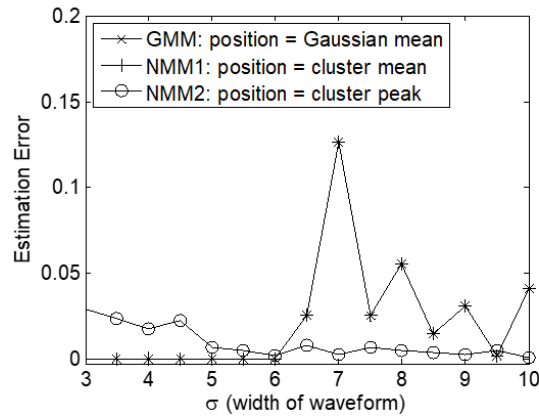 0.2
0.15
0.1
0.05
0
Estimation Error
GMM: position = Gaussian mean
NMM1: position = cluster mean
NMM2: position = cluster peak
3 4 5 6 7 8 9 10
σ (width of waveform)